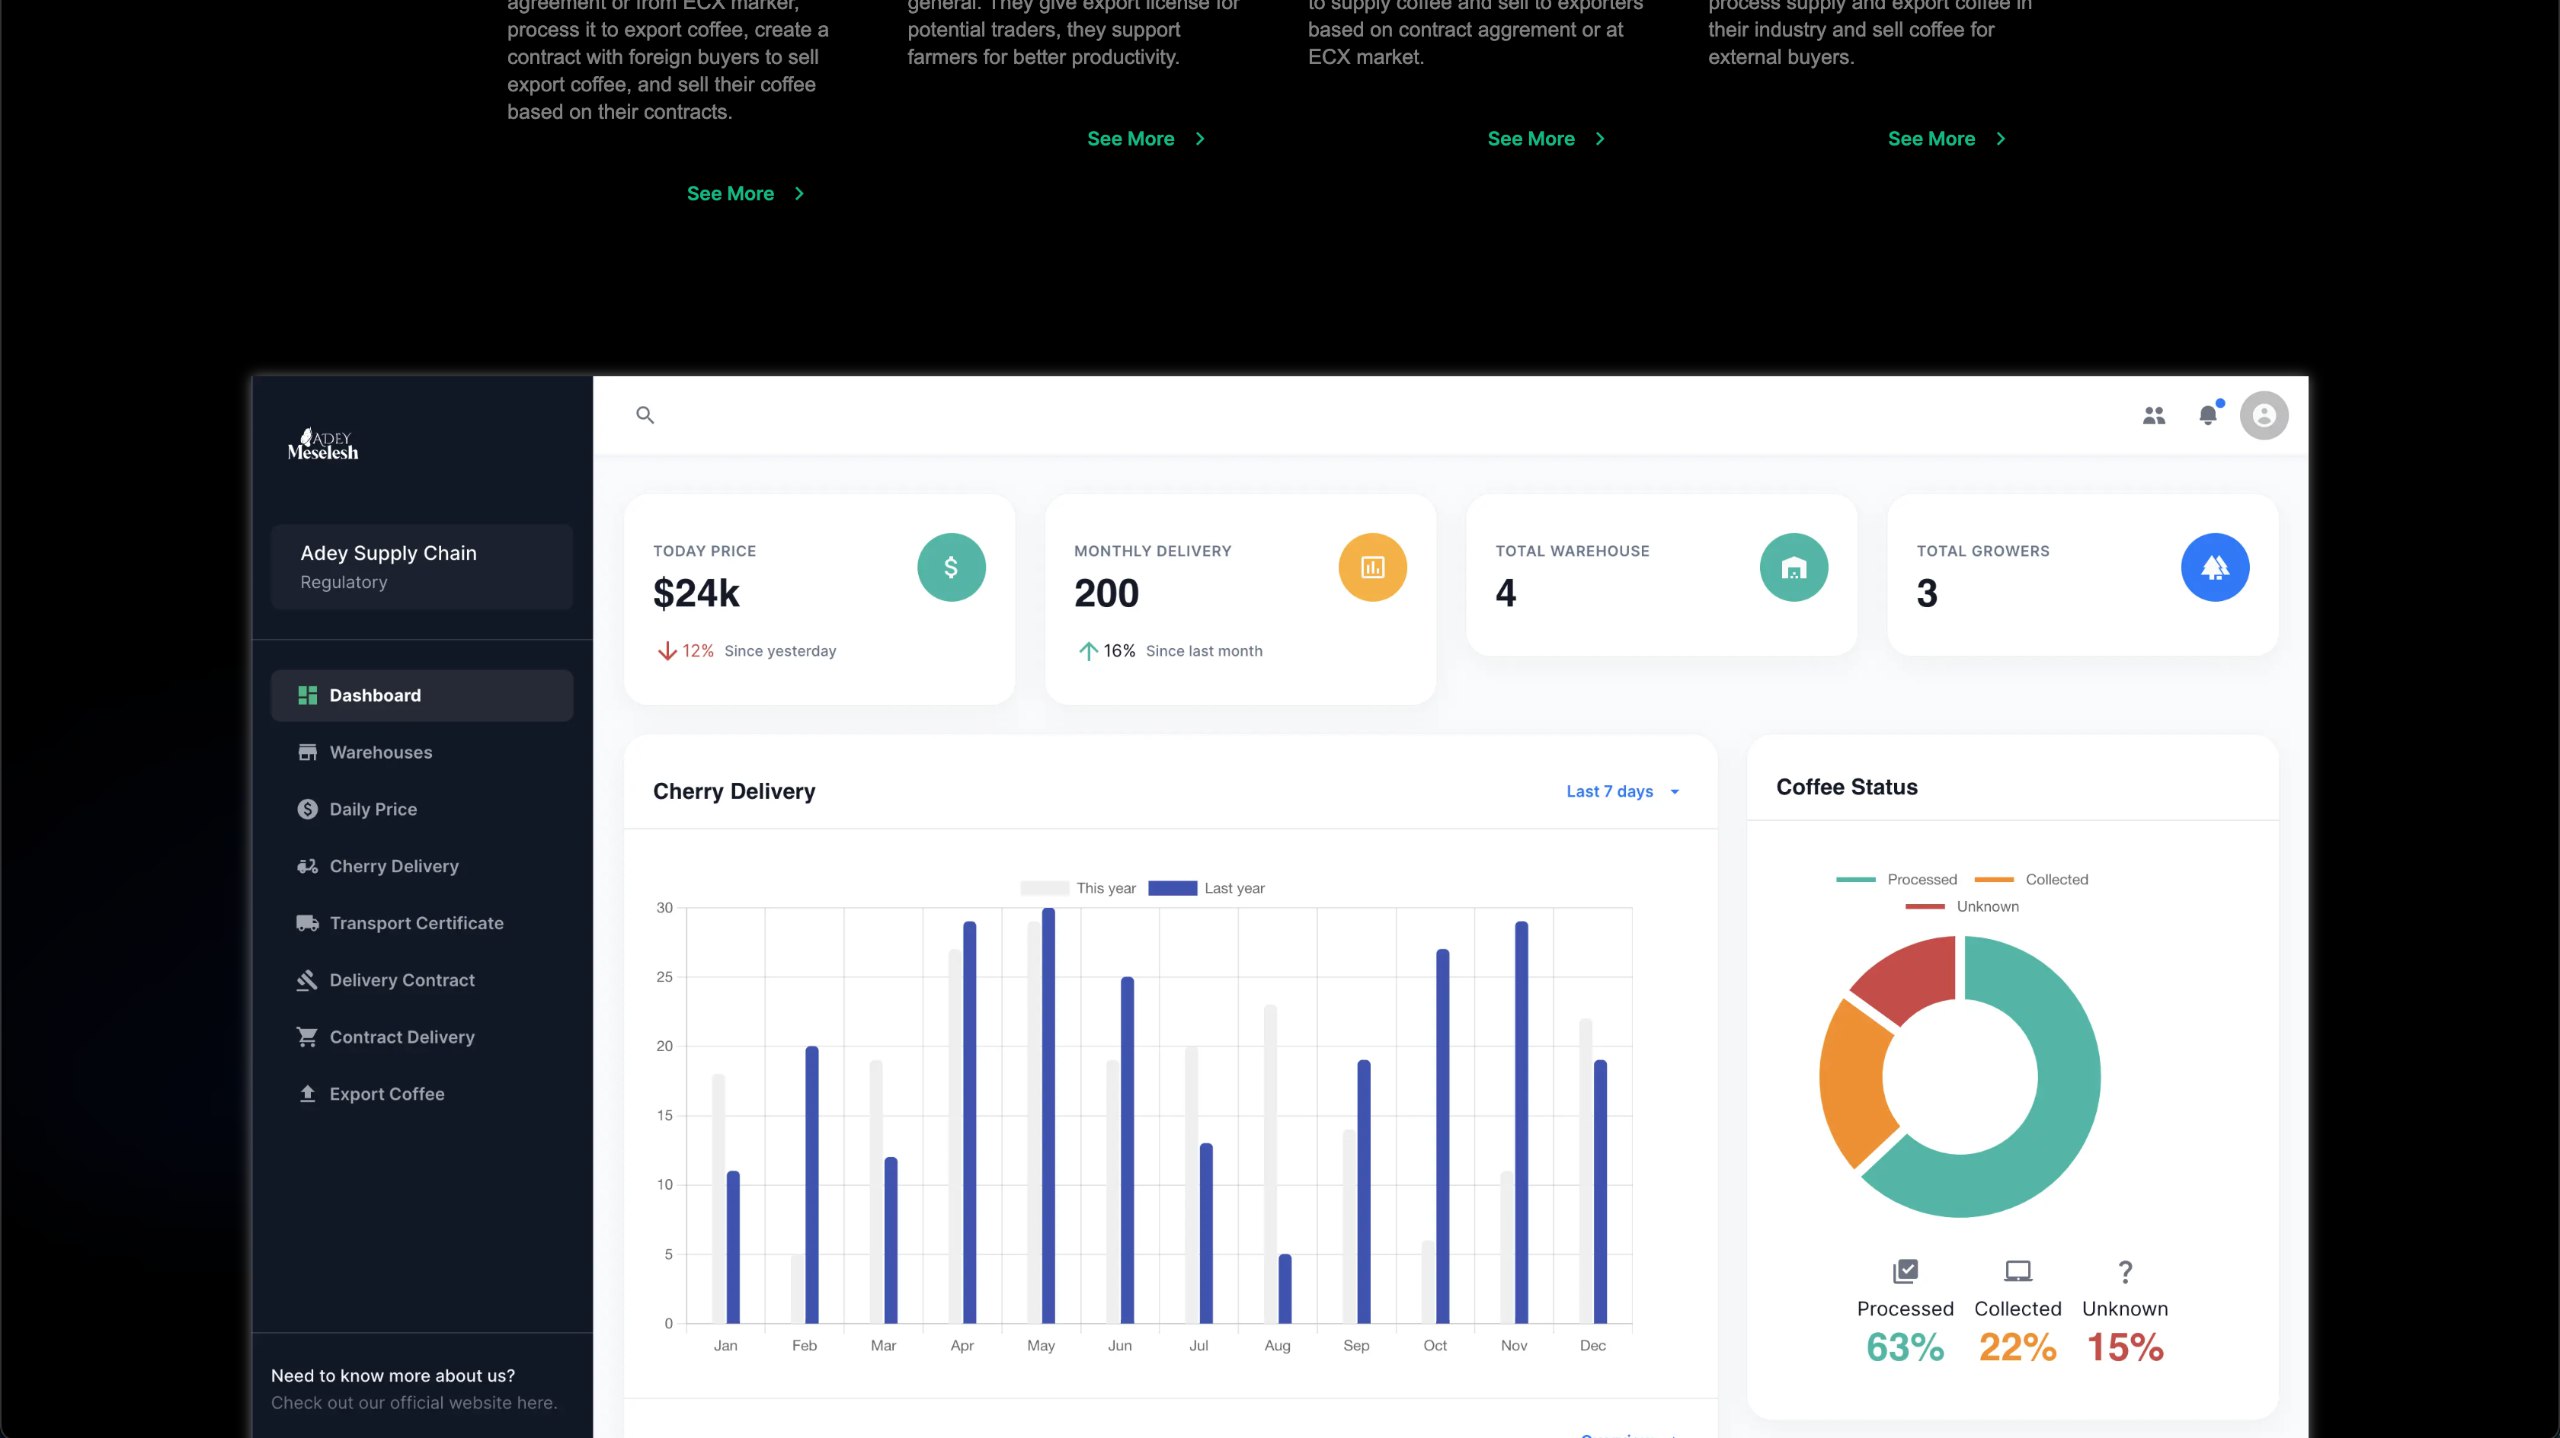 agreement or from ECX marker,
process it to export coffee, create a
contract with foreign buyers to sell
export coffee, and sell their coffee
based on their contracts.
See More
general. They give export license for
potential traders, they support
farmers for better productivity.
See More
to supply coffee and sell to exporters
based on contract aggrement or at
ECX market.
See More
process supply and export coffee in
their industry and sell coffee for
external buyers.
See More
ADEY
Meselesh
Adey Supply Chain
Regulatory
Dashboard
Warehouses
Daily Price
Cherry Delivery
Transport Certificate
Delivery Contract
Contract Delivery
Export Coffee
Need to know more about us?
Check out our official website here.
TODAY PRICE
$24k
12% Since yesterday
MONTHLY DELIVERY
200
16% Since last month
TOTAL WAREHOUSE
4
TOTAL GROWERS
3
Cherry Delivery
Last 7 days
This year Last year
30
25
20
15
10
5
0
Jan Feb Mar Apr May Jun Jul Aug Sep Oct Nov Dec
Coffee Status
Processed Collected
Unknown
?
Processed Collected Unknown
63% 22% 15%